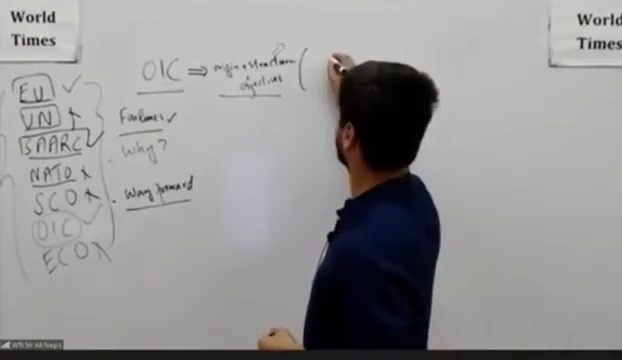 World
Times
World
Times
EU ✓
UN x
SAARC ✓
NATO x
SCO x
OIC ✓
ECO x
OIC ⇒ origin + structure
objectives (
Failures ✓
Why?
• Way forward
WTI Sir Ali Naqvi